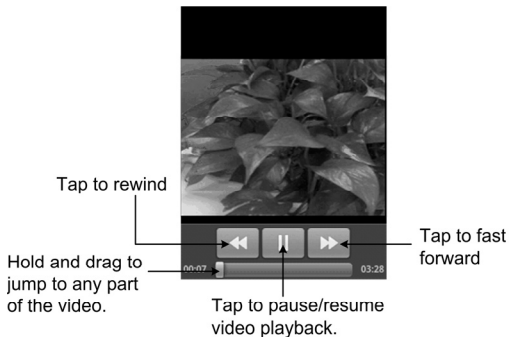 Tap to rewind
Tap to fast
forward
Hold and drag to
jump to any part
of the video.
00:07
03:28
Tap to pause/resume
video playback.